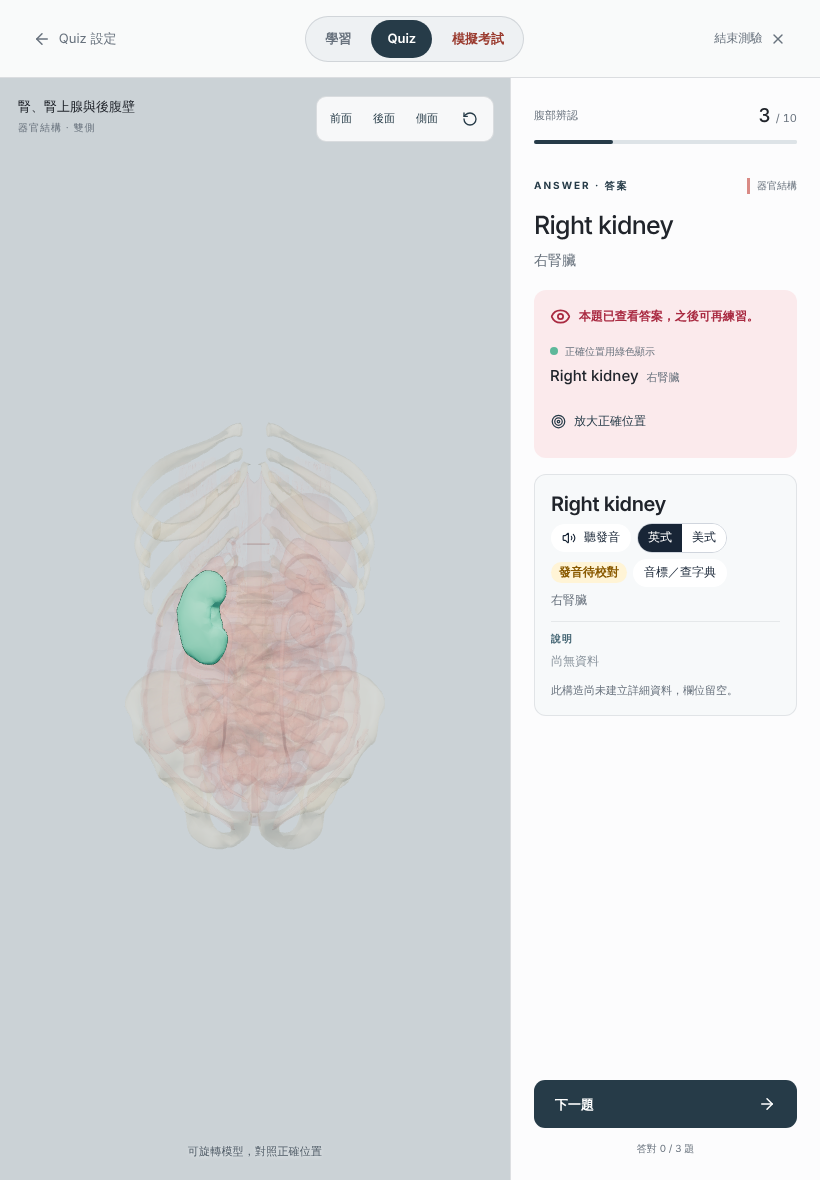 Quiz 設定
學習
Quiz
模擬考試
結束測驗
腎、腎上腺與後腹壁
器官結構 · 雙側
前面
後面
側面
可旋轉模型，對照正確位置
腹部辨認
3 / 10
ANSWER · 答案
器官結構
Right kidney
右腎臟
本題已查看答案，之後可再練習。
正確位置用綠色顯示
Right kidney 右腎臟
放大正確位置
Right kidney
聽發音
英式
美式
發音待校對
音標／查字典
右腎臟
說明
尚無資料
此構造尚未建立詳細資料，欄位留空。
下一題
答對 0 / 3 題